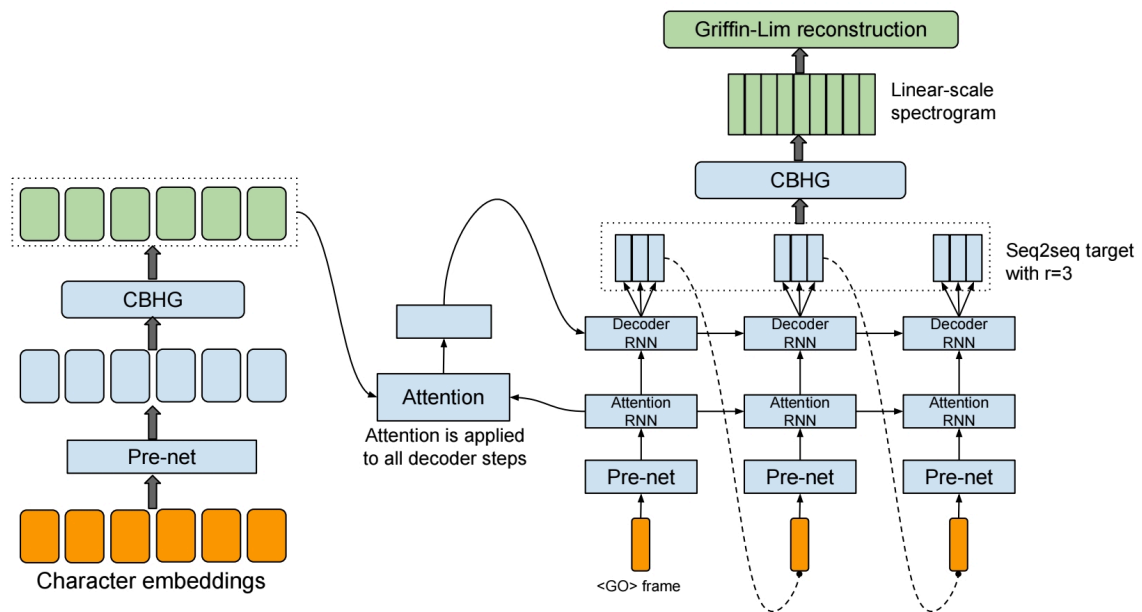 Griffin-Lim reconstruction
Linear-scale
spectrogram
CBHG
Seq2seq target
with r=3
CBHG
Decoder
RNN
Decoder
RNN
Decoder
RNN
Attention
Attention is applied
to all decoder steps
Attention
RNN
Attention
RNN
Attention
RNN
Pre-net
Pre-net
Pre-net
Pre-net
Character embeddings
<GO> frame